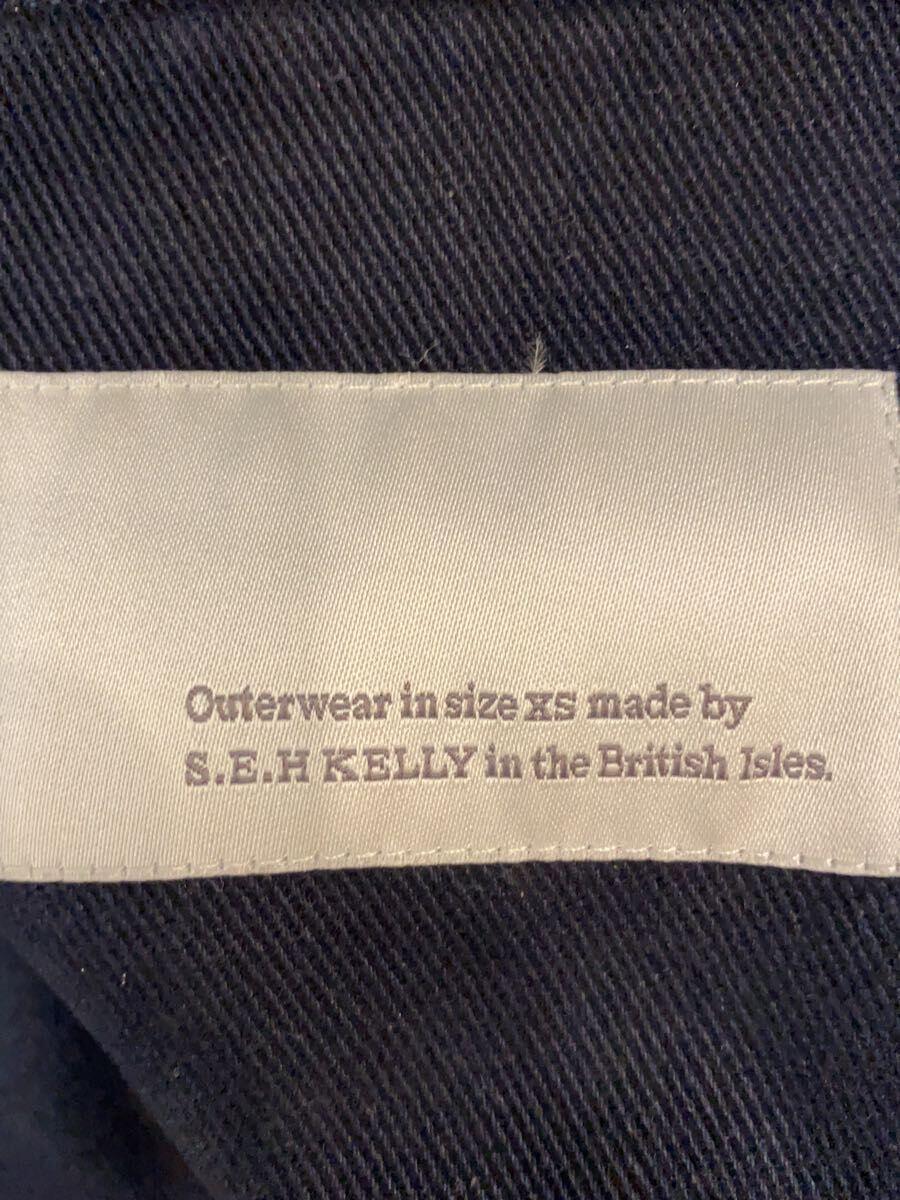 Outerwear in size XS made by
S.E.H KELLY in the British Isles.